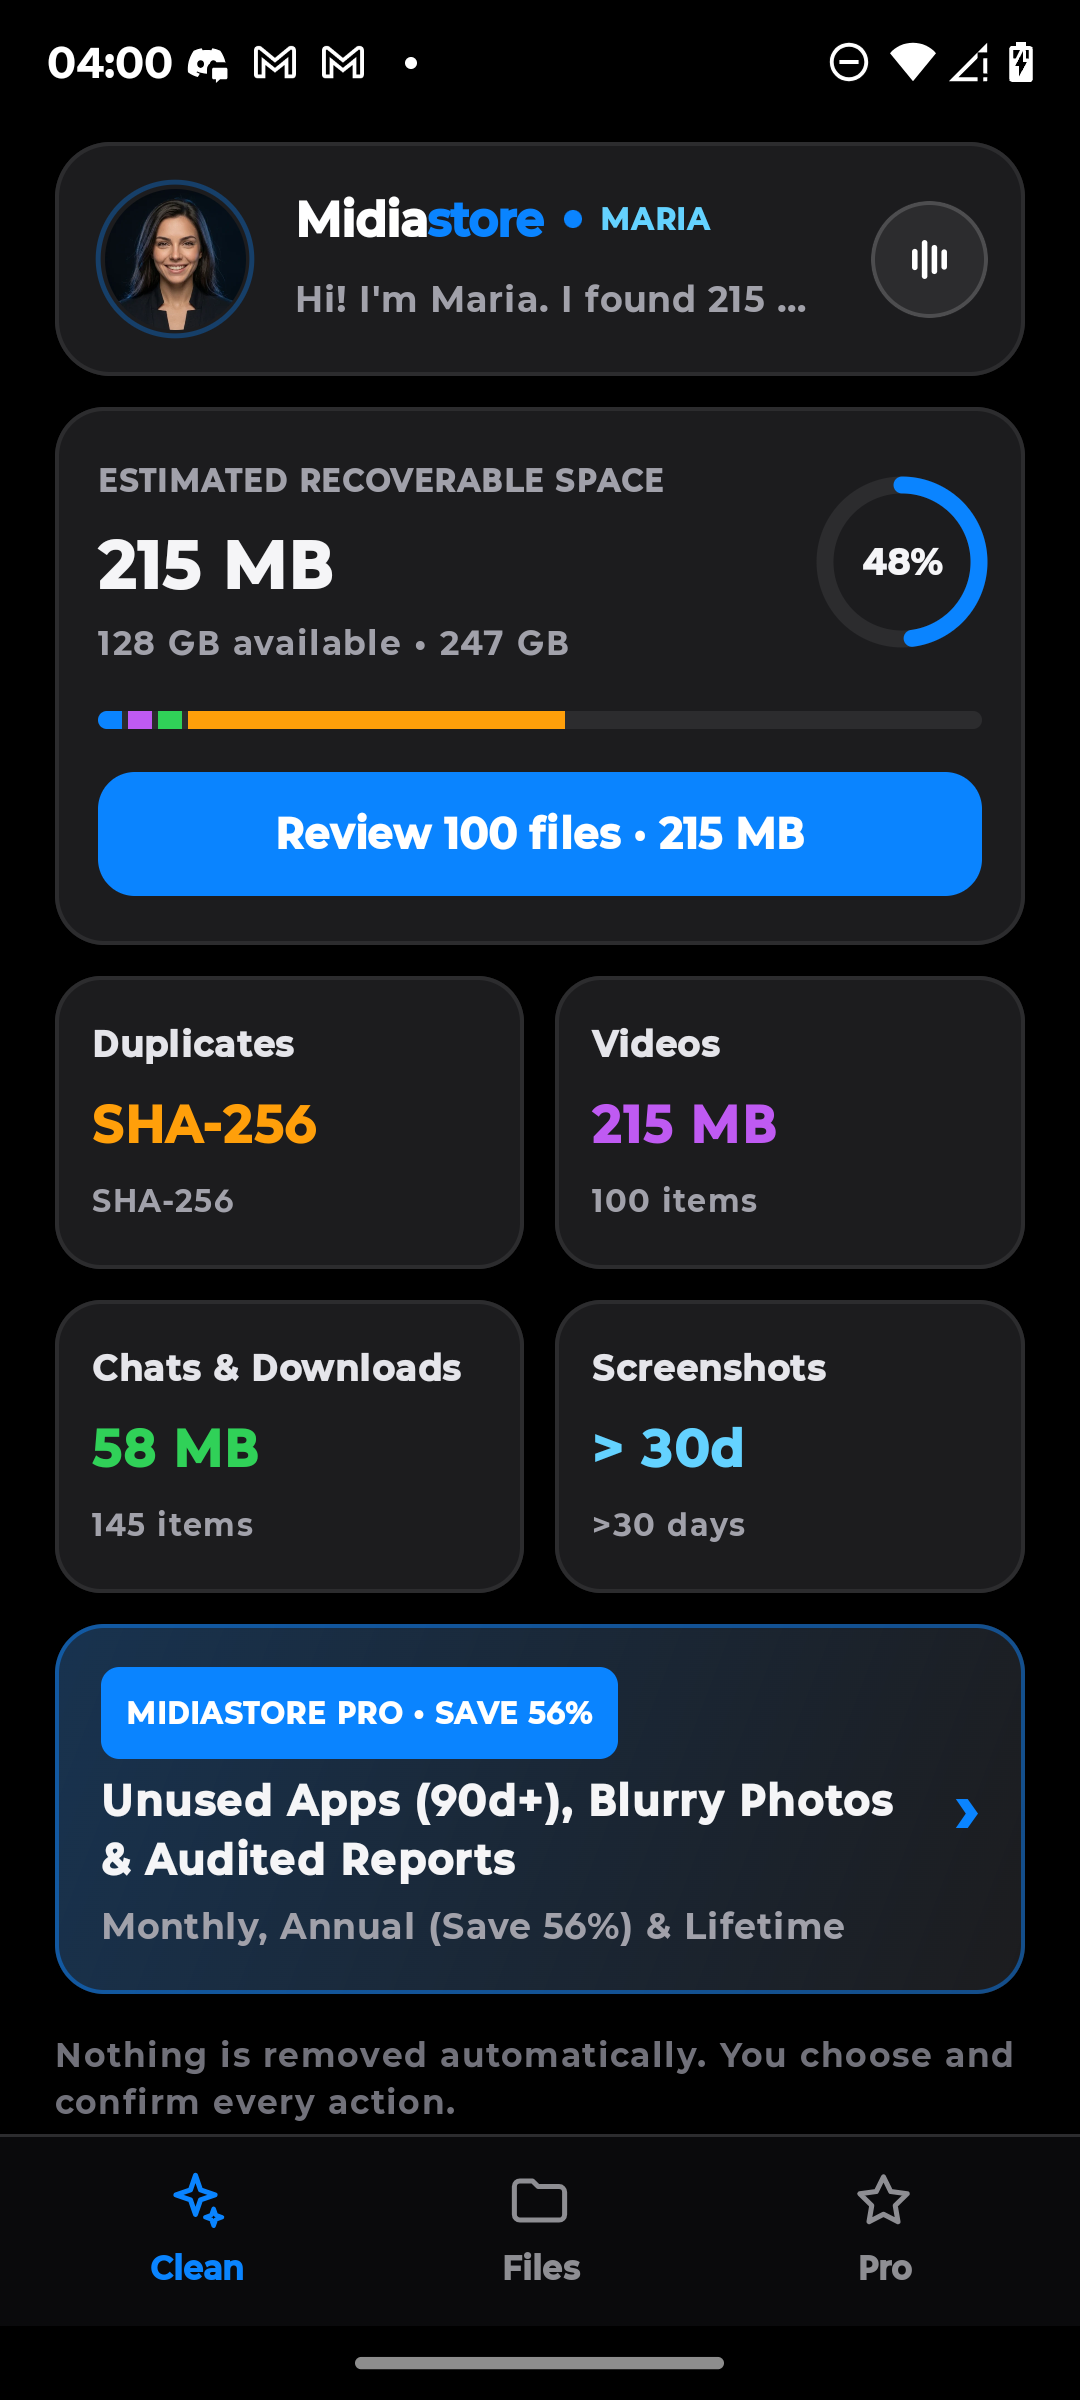 04:00
Midiastore • MARIA
Hi! I'm Maria. I found 215 ...
ESTIMATED RECOVERABLE SPACE
215 MB
48%
128 GB available • 247 GB
Review 100 files • 215 MB
Duplicates
SHA-256
SHA-256
Videos
215 MB
100 items
Chats & Downloads
58 MB
145 items
Screenshots
> 30d
>30 days
MIDIASTORE PRO • SAVE 56%
Unused Apps (90d+), Blurry Photos
& Audited Reports
Monthly, Annual (Save 56%) & Lifetime
Nothing is removed automatically. You choose and
confirm every action.
Clean
Files
Pro